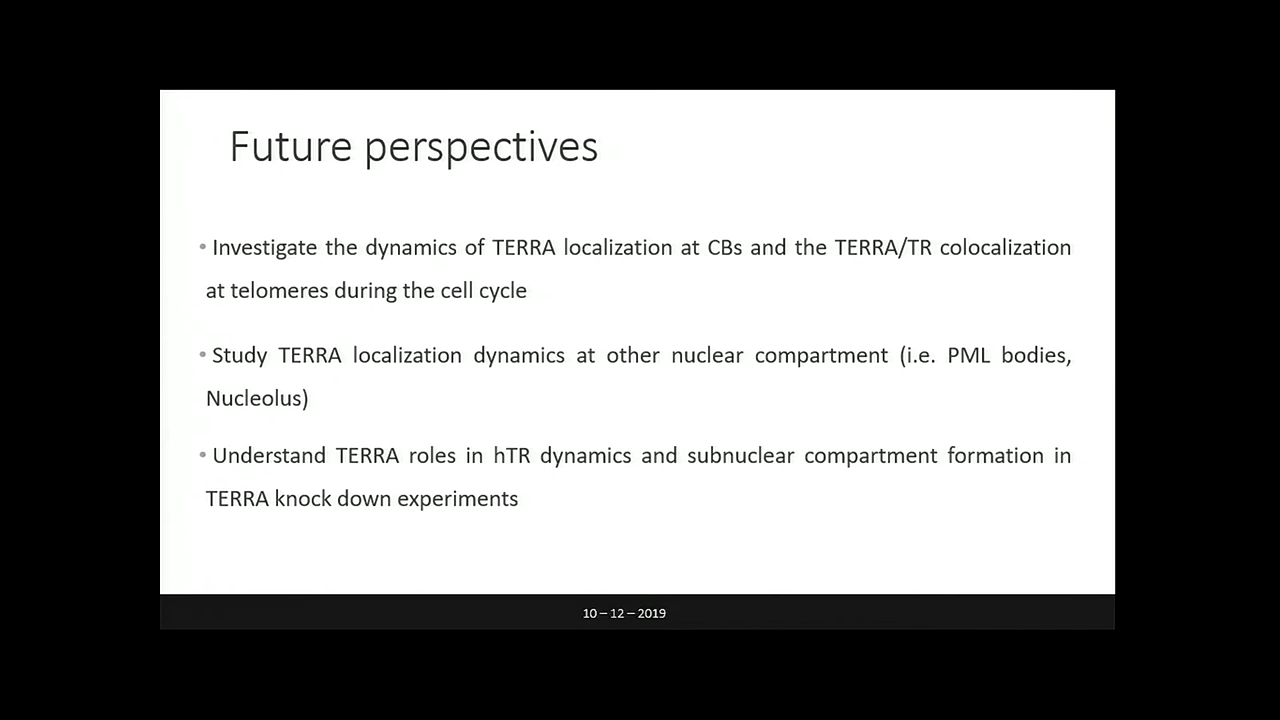 Future perspectives
• Investigate the dynamics of TERRA localization at CBs and the TERRA/TR colocalization
at telomeres during the cell cycle
• Study TERRA localization dynamics at other nuclear compartment (i.e. PML bodies,
Nucleolus)
• Understand TERRA roles in hTR dynamics and subnuclear compartment formation in
TERRA knock down experiments
10 – 12 – 2019